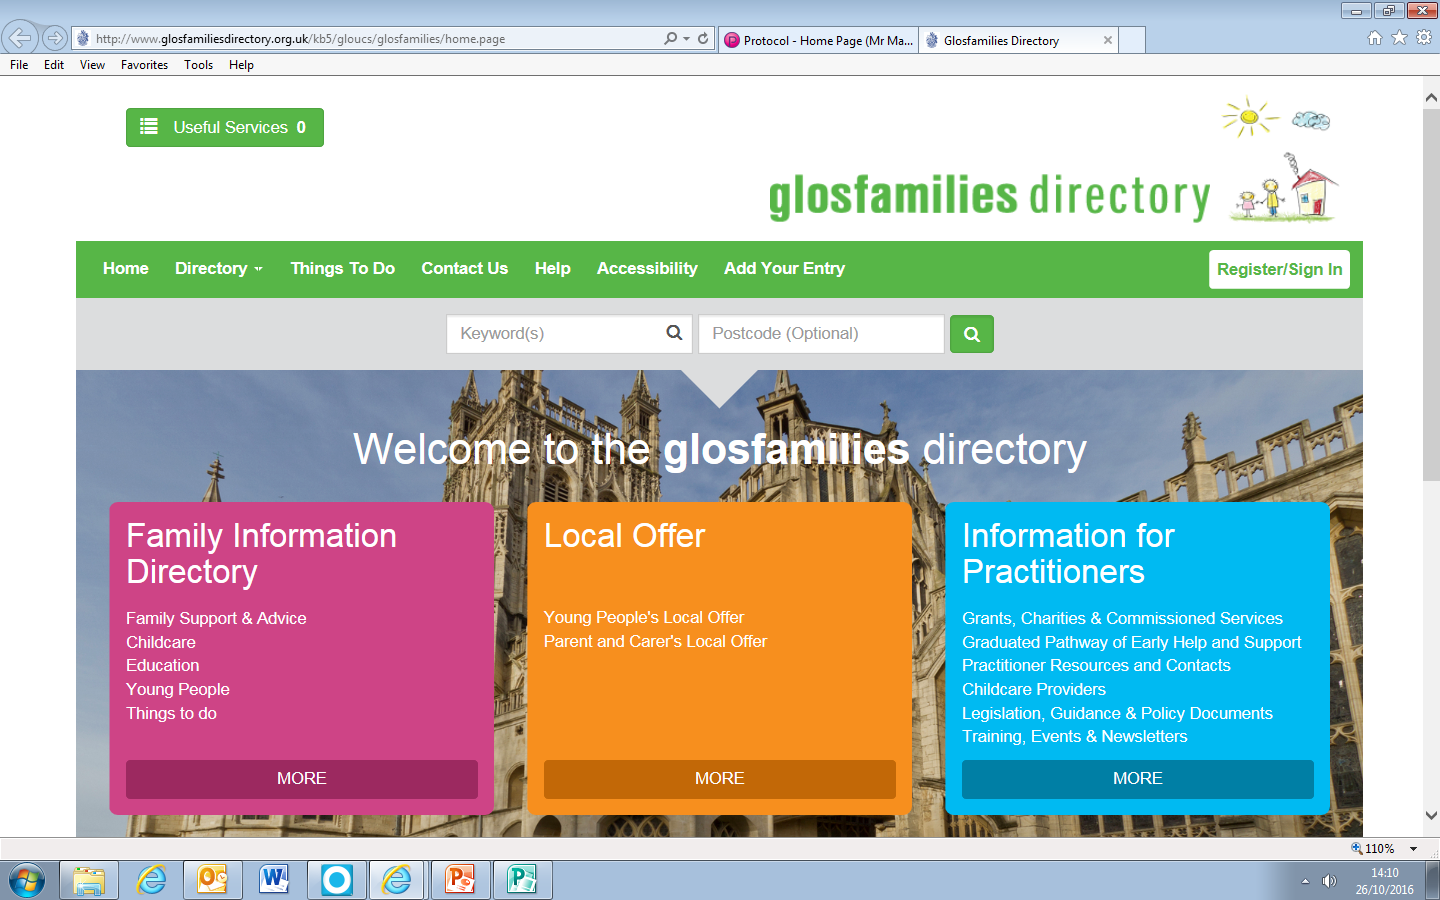 http://www.glosfamiliesdirectory.org.uk/kb5/gloucs/glosfamilies/home.page
Protocol - Home Page (Mr Ma...
Glosfamilies Directory
File Edit View Favorites Tools Help
Useful Services 0
glosfamilies directory
Home Directory Things To Do Contact Us Help Accessibility Add Your Entry Register/Sign In
Keyword(s) Postcode (Optional)
Welcome to the glosfamilies directory
Family Information
Directory
Family Support & Advice
Childcare
Education
Young People
Things to do
MORE
Local Offer
Young People's Local Offer
Parent and Carer's Local Offer
MORE
Information for
Practitioners
Grants, Charities & Commissioned Services
Graduated Pathway of Early Help and Support
Practitioner Resources and Contacts
Childcare Providers
Legislation, Guidance & Policy Documents
Training, Events & Newsletters
MORE
110%
14:10
26/10/2016